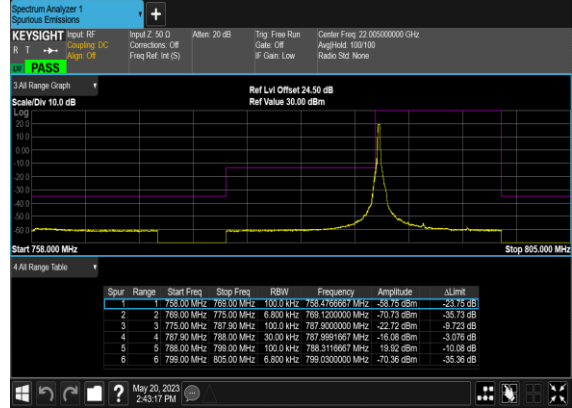 Spectrum Analyzer 1
Spurious Emissions
KEYSIGHT Input: RF Input Z: 50 Ω Atten: 20 dB Trig: Free Run Center Freq: 22.005000000 GHz
R T Coupling: DC Corrections: Off Gate: Off Avg|Hold: 100/100
Align: Off Freq Ref: Int (S) IF Gain: Low Radio Std: None
PASS
3 All Range Graph
Ref Lvl Offset 24.50 dB
Scale/Div 10.0 dB Ref Value 30.00 dBm
Log
20.0
10.0
0.00
-10.0
-20.0
-30.0
-40.0
-50.0
-60.0
Start 758.000 MHz Stop 805.000 MHz
4 All Range Table
Spur Range Start Freq Stop Freq RBW Frequency Amplitude ΔLimit
1 1 758.00 MHz 769.00 MHz 100.0 kHz 758.4766667 MHz -58.75 dBm -23.75 dB
2 2 769.00 MHz 775.00 MHz 6.800 kHz 769.1200000 MHz -70.73 dBm -35.73 dB
3 3 775.00 MHz 787.90 MHz 100.0 kHz 787.9000000 MHz -22.72 dBm -9.723 dB
4 4 787.90 MHz 788.00 MHz 30.00 kHz 787.9991667 MHz -16.08 dBm -3.076 dB
5 5 788.00 MHz 799.00 MHz 100.0 kHz 788.3116667 MHz 19.92 dBm -10.08 dB
6 6 799.00 MHz 805.00 MHz 6.800 kHz 799.0300000 MHz -70.36 dBm -35.36 dB
? May 20, 2023
2:43:17 PM